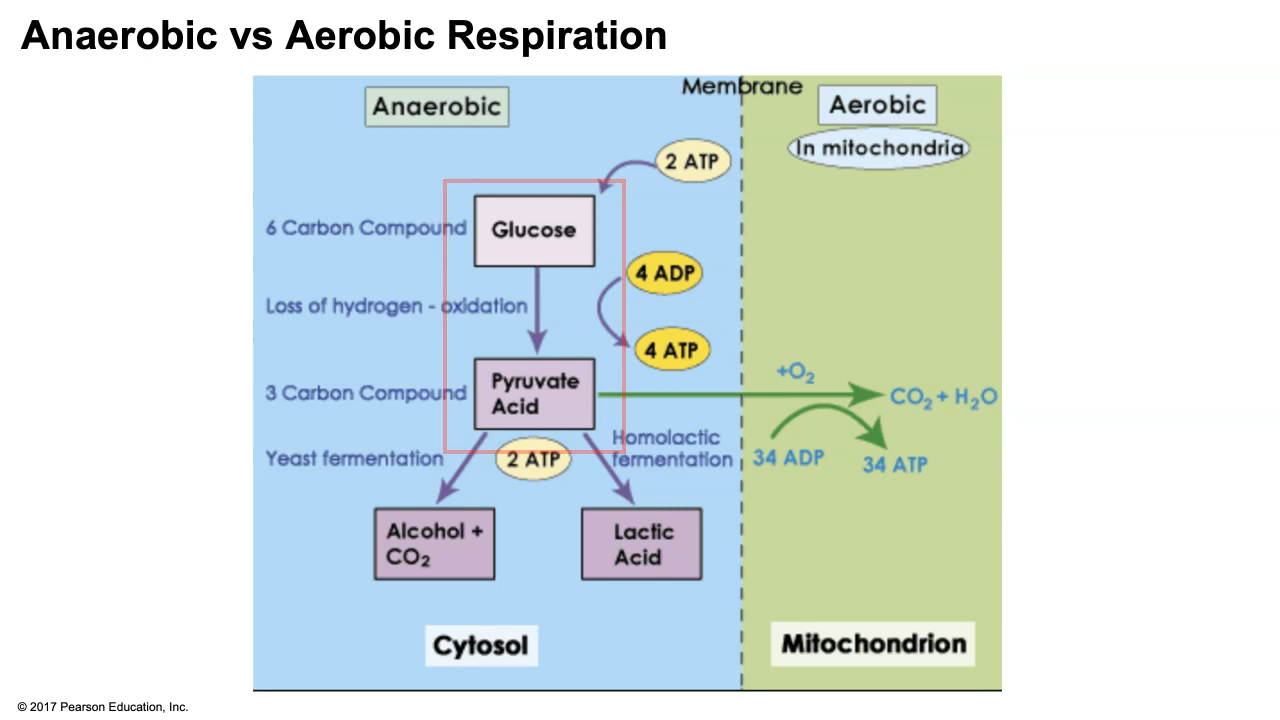 Anaerobic vs Aerobic Respiration
Membrane
Anaerobic
Aerobic
In mitochondria
2 ATP
6 Carbon Compound
Glucose
4 ADP
Loss of hydrogen - oxidation
4 ATP
+O₂
3 Carbon Compound
Pyruvate
Acid
CO₂ + H₂O
Yeast fermentation
2 ATP
Homolactic
fermentation
34 ADP
34 ATP
Alcohol +
CO₂
Lactic
Acid
Cytosol
Mitochondrion
© 2017 Pearson Education, Inc.